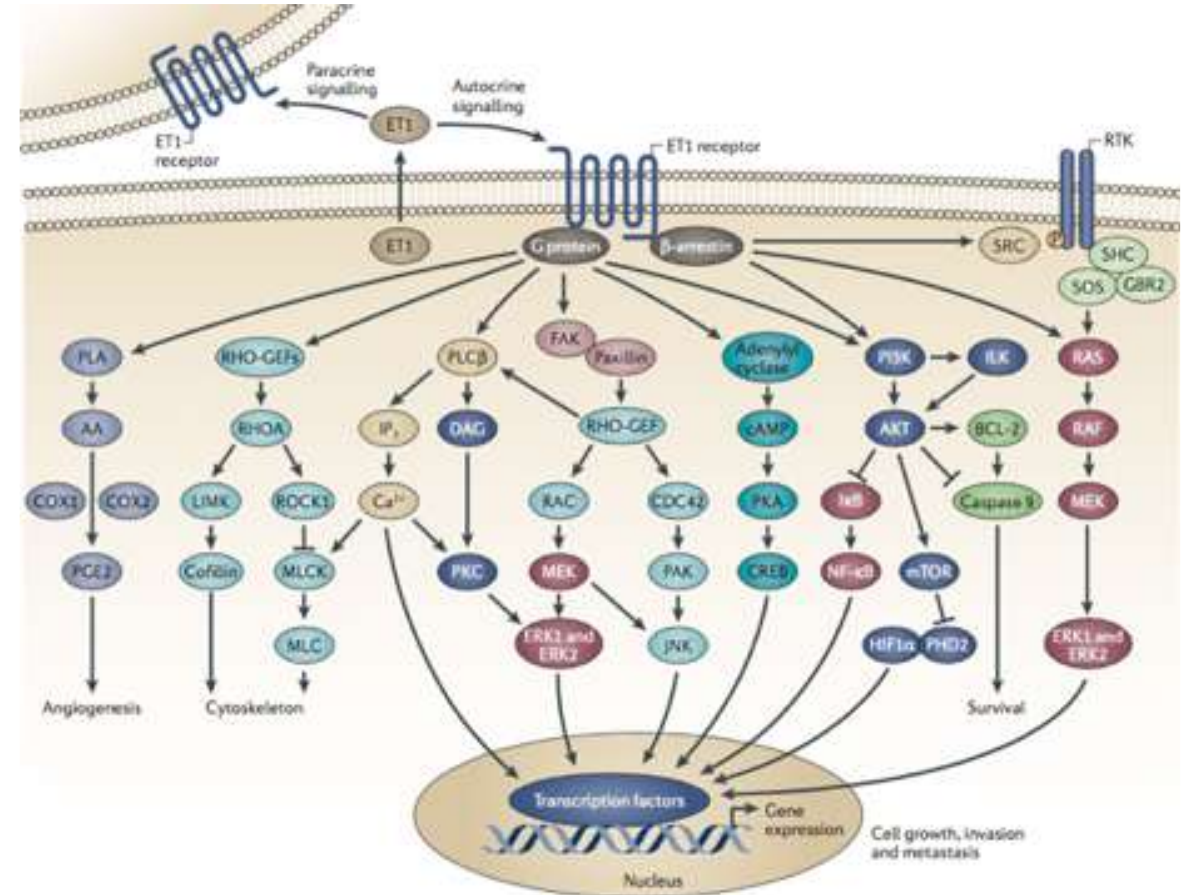 Paracrine
signalling
Autocrine
signalling
ET1
ET1
receptor
ET1 receptor
RTK
ET1
G protein
β-arrestin
SRC
P
SHC
SOS
GBR2
PLA
RHO-GEFs
PLCβ
FAK
Paxillin
Adenylyl
cyclase
PI3K
ILK
RAS
AA
RHOA
IP₃
DAG
RHO-GEF
cAMP
AKT
BCL-2
RAF
COX1
COX2
LIMK
ROCK1
Ca²⁺
RAC
CDC42
PKA
IκB
Caspase 9
MEK
PGE2
Cofilin
MLCK
PKC
MEK
PAK
CREB
NF-κB
mTOR
MLC
ERK1 and
ERK2
JNK
HIF1α
PHD2
ERK1 and
ERK2
Angiogenesis
Cytoskeleton
Survival
Transcription factors
Gene
expression
Cell growth, invasion
and metastasis
Nucleus